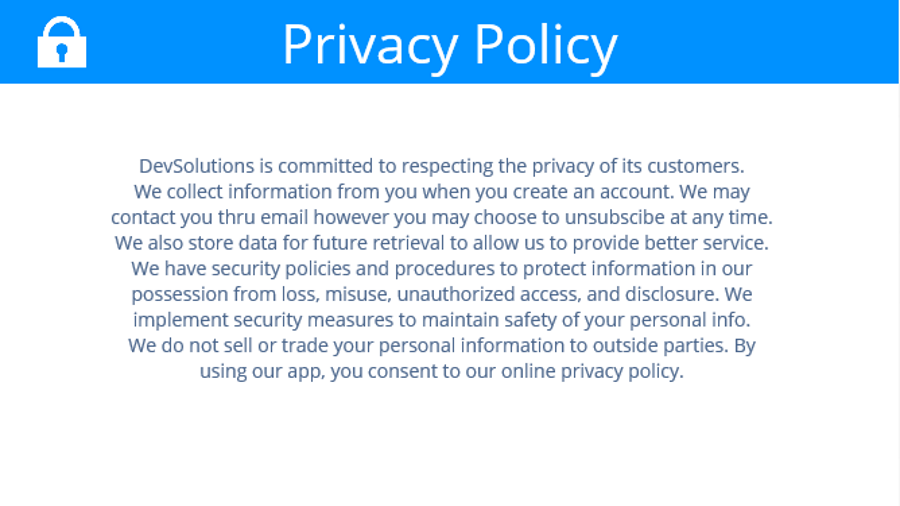 Privacy Policy
DevSolutions is committed to respecting the privacy of its customers.
We collect information from you when you create an account. We may
contact you thru email however you may choose to unsubscibe at any time.
We also store data for future retrieval to allow us to provide better service.
We have security policies and procedures to protect information in our
possession from loss, misuse, unauthorized access, and disclosure. We
implement security measures to maintain safety of your personal info.
We do not sell or trade your personal information to outside parties. By
using our app, you consent to our online privacy policy.